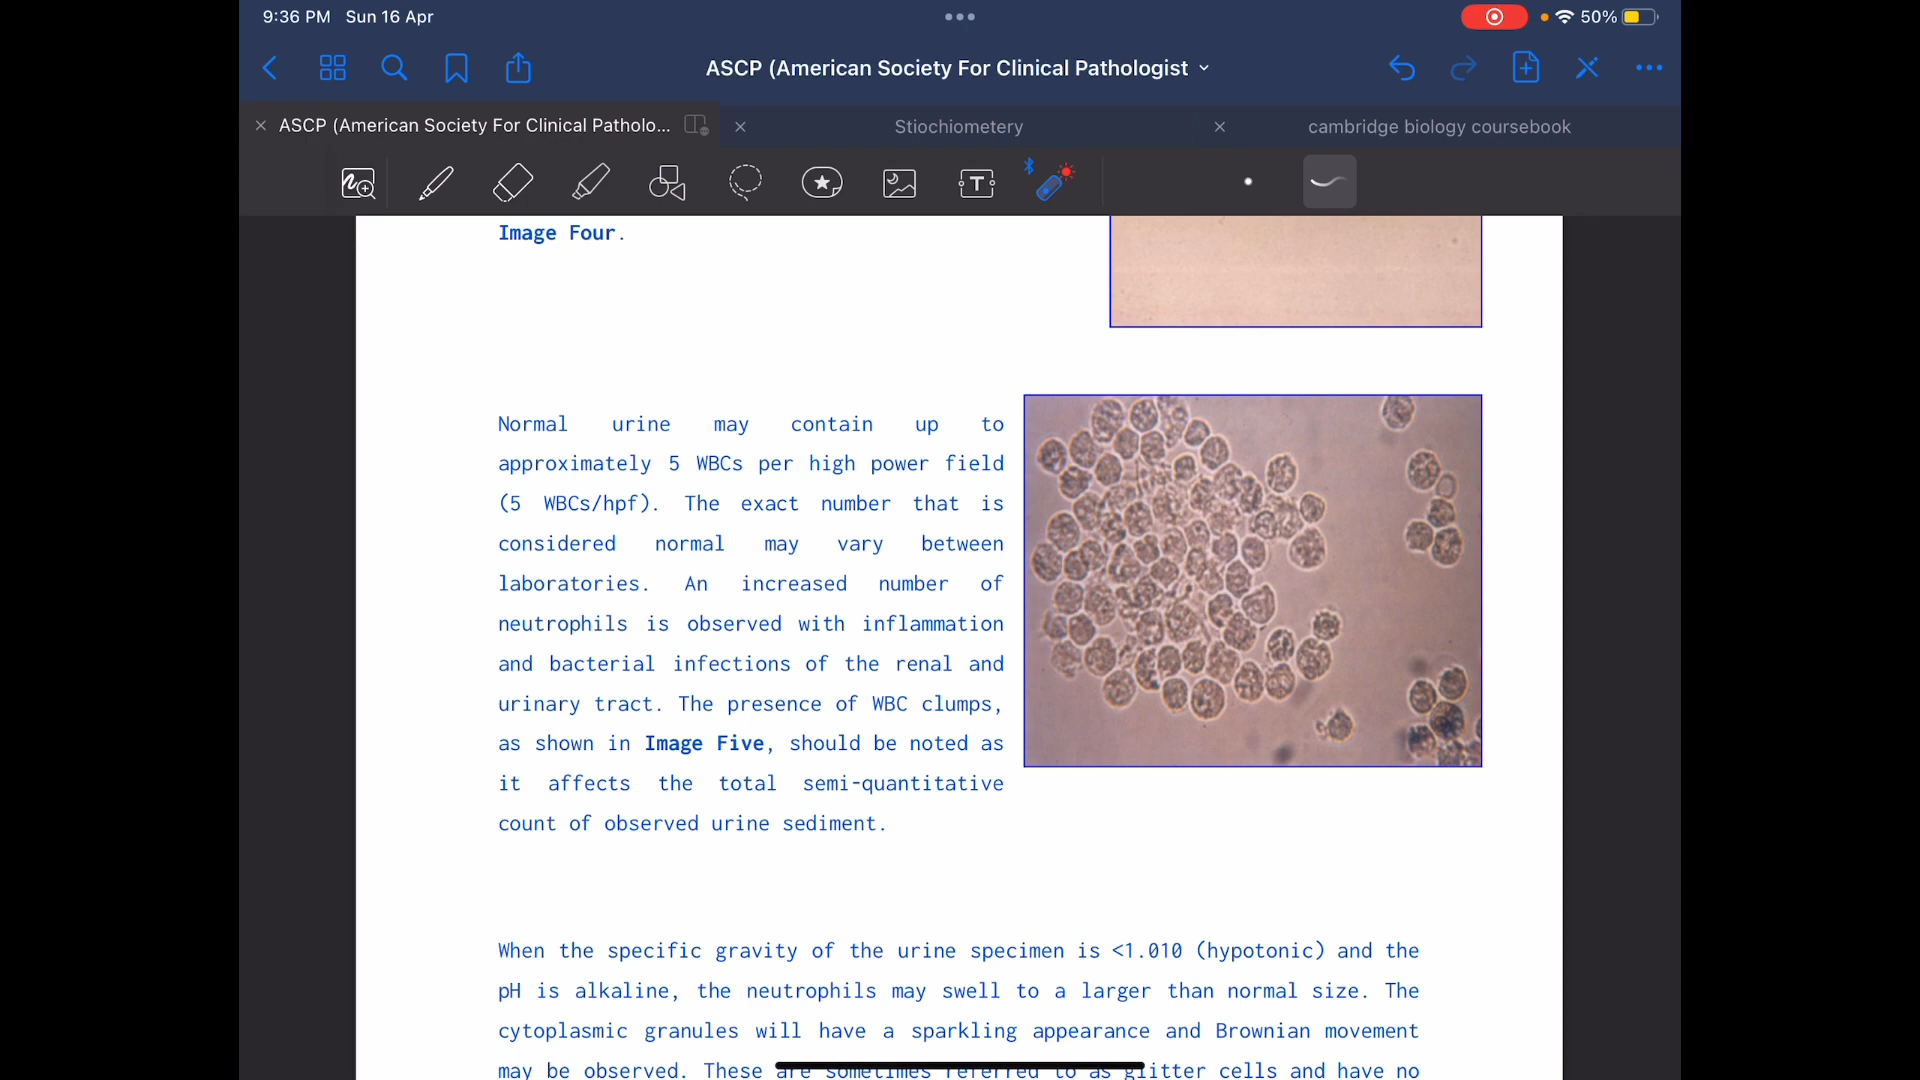 9:36 PM Sun 16 Apr
50%
ASCP (American Society For Clinical Pathologist
ASCP (American Society For Clinical Patholo...
Stiochiometery
cambridge biology coursebook
Image Four.
Normal urine may contain up to
approximately 5 WBCs per high power field
(5 WBCs/hpf). The exact number that is
considered normal may vary between
laboratories. An increased number of
neutrophils is observed with inflammation
and bacterial infections of the renal and
urinary tract. The presence of WBC clumps,
as shown in Image Five, should be noted as
it affects the total semi-quantitative
count of observed urine sediment.
When the specific gravity of the urine specimen is <1.010 (hypotonic) and the
pH is alkaline, the neutrophils may swell to a larger than normal size. The
cytoplasmic granules will have a sparkling appearance and Brownian movement
may be observed. These are sometimes referred to as glitter cells and have no